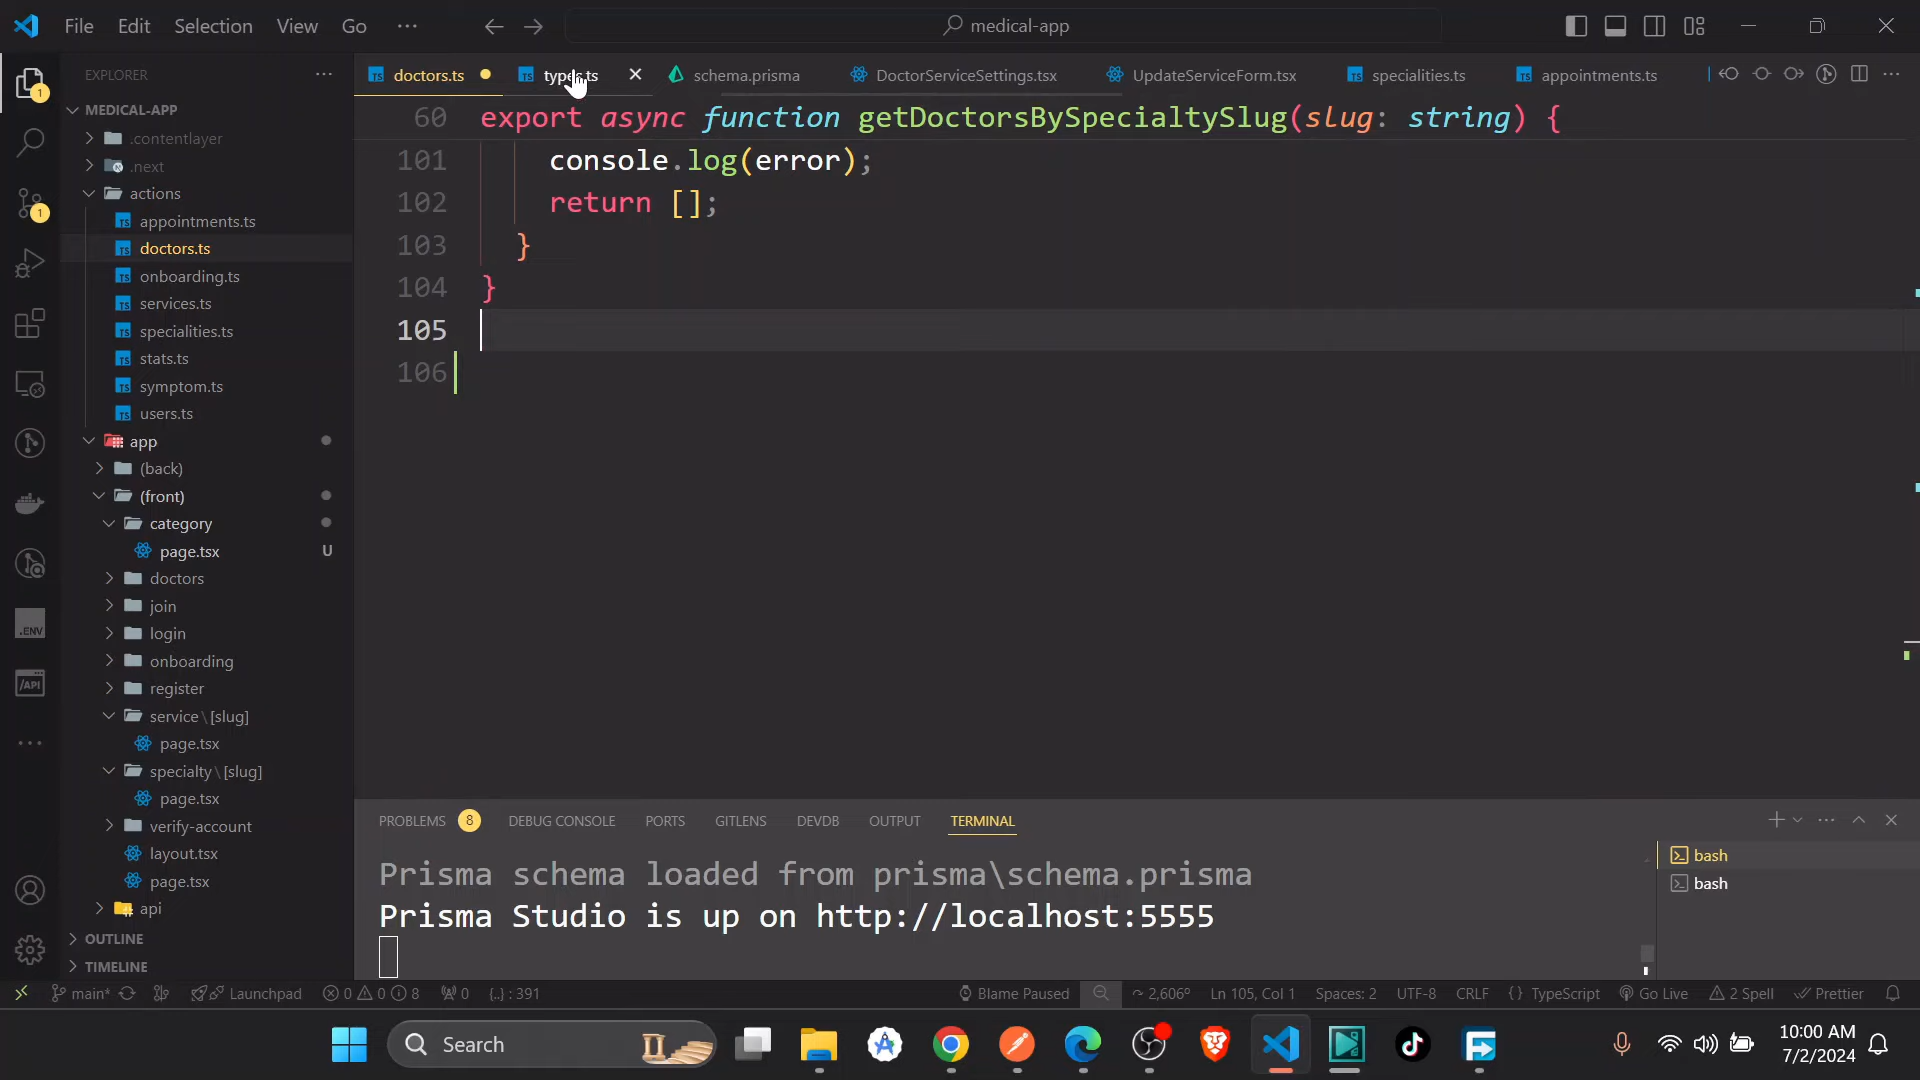 File Edit Selection View Go ··· medical-app
EXPLORER
doctors.ts types.ts schema.prisma DoctorServiceSettings.tsx UpdateServiceForm.tsx specialities.ts appointments.ts
MEDICAL-APP
.contentlayer
.next
actions
appointments.ts
doctors.ts
onboarding.ts
services.ts
specialities.ts
stats.ts
symptom.ts
users.ts
app
(back)
(front)
category
page.tsx U
doctors
join
login
onboarding
register
service\[slug]
page.tsx
specialty\[slug]
page.tsx
verify-account
layout.tsx
page.tsx
api
OUTLINE
TIMELINE
1
1
.ENV
/API
60 export async function getDoctorsBySpecialtySlug(slug: string) {
101 console.log(error);
102 return [];
103 }
104 }
105
106
PROBLEMS 8 DEBUG CONSOLE PORTS GITLENS DEVDB OUTPUT TERMINAL
Prisma schema loaded from prisma\schema.prisma
Prisma Studio is up on http://localhost:5555
bash
bash
main* Launchpad 0 0 8 0 {..} : 391 Blame Paused 2,606° Ln 105, Col 1 Spaces: 2 UTF-8 CRLF {} TypeScript Go Live 2 Spell Prettier
Search
10:00 AM
7/2/2024